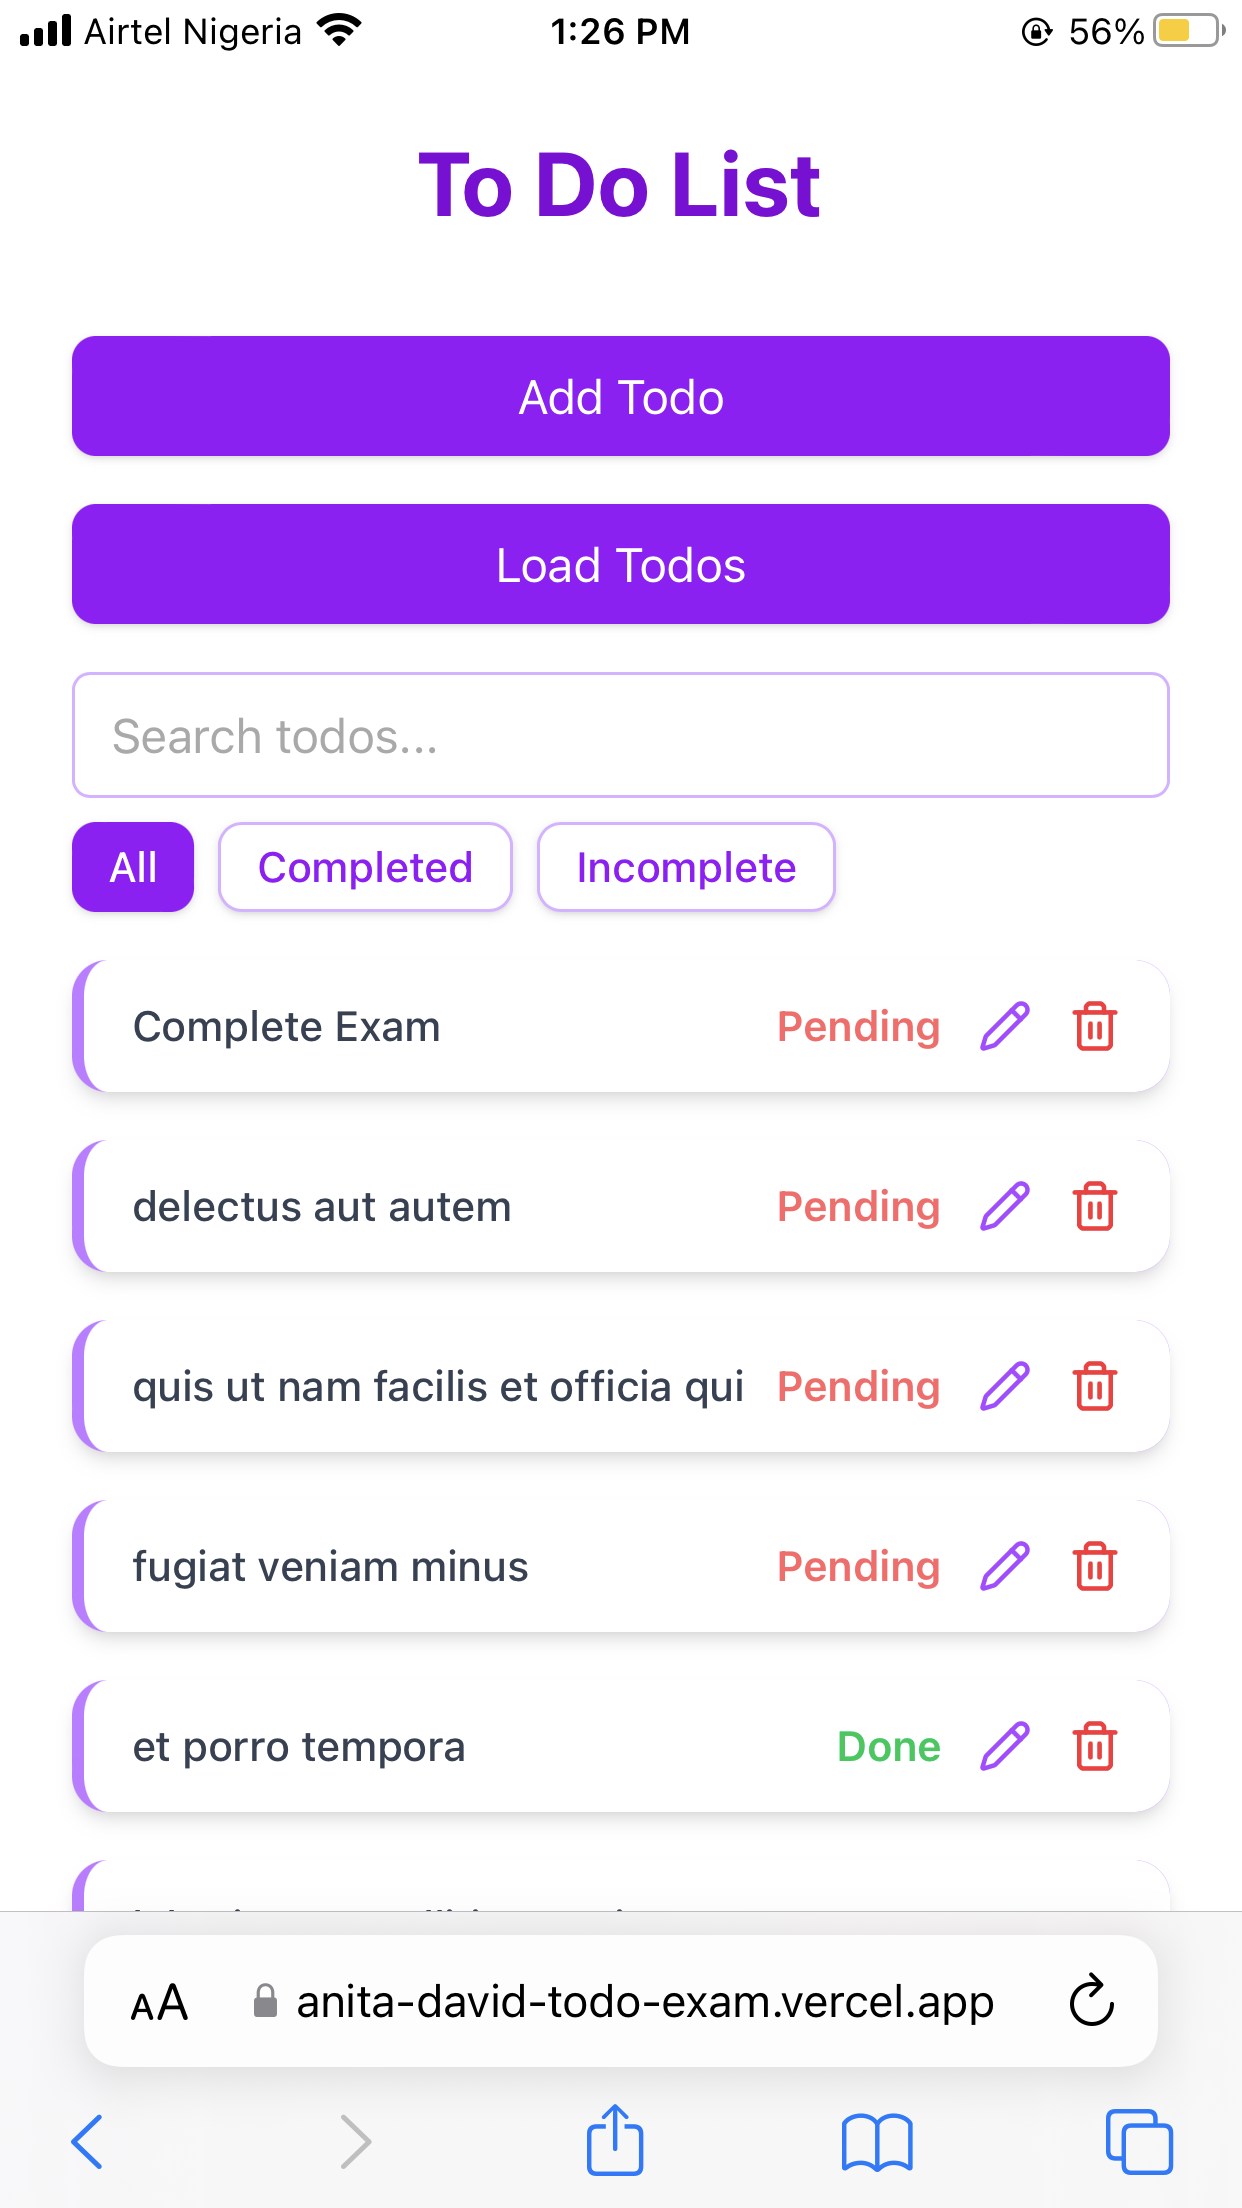 Airtel Nigeria 1:26 PM 56%
To Do List
Add Todo
Load Todos
Search todos...
All Completed Incomplete
Complete Exam Pending
delectus aut autem Pending
quis ut nam facilis et officia qui Pending
fugiat veniam minus Pending
et porro tempora Done
AA anita-david-todo-exam.vercel.app